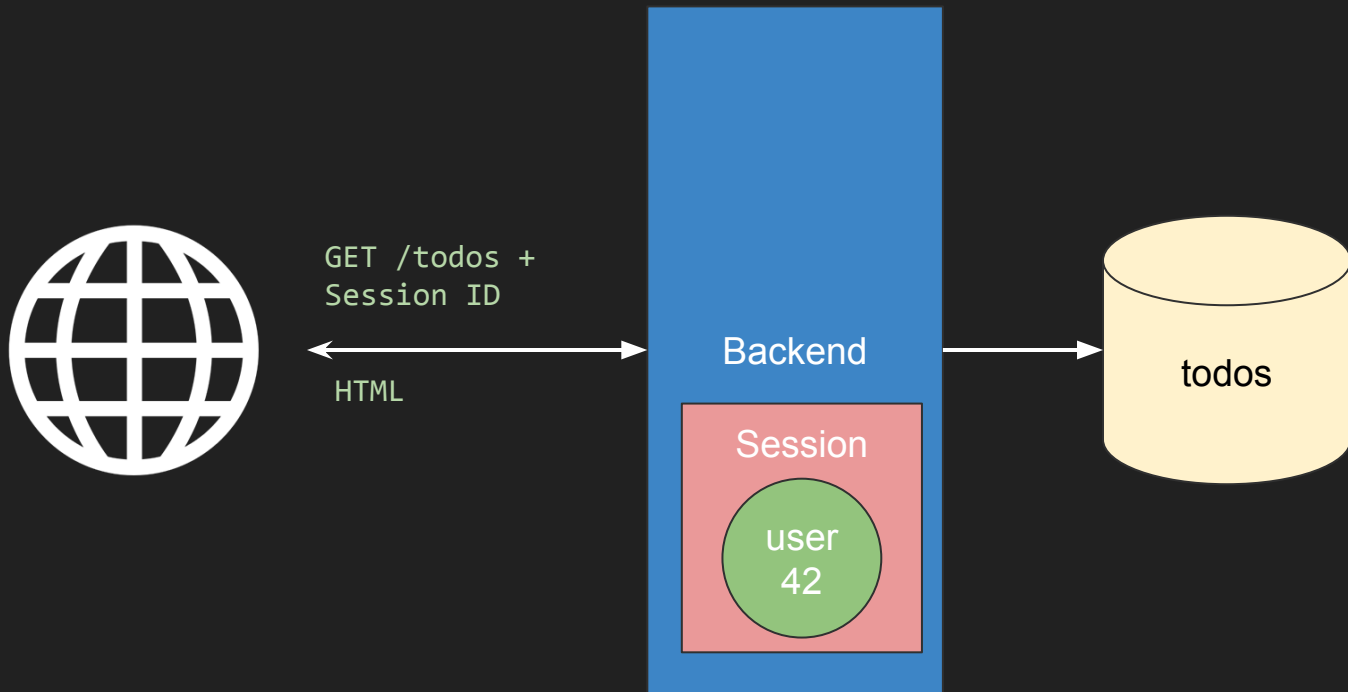 GET /todos +
Session ID
HTML
Backend
Session
user
42
todos